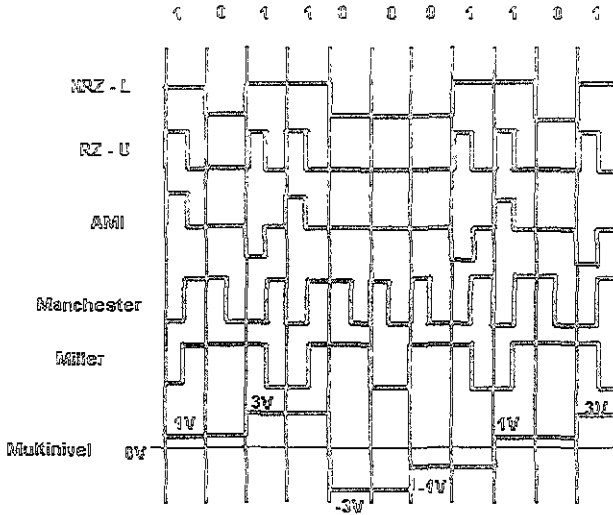 1 0 1 1 0 0 0 1 1 0 1
NRZ - L
RZ - U
AMI
Manchester
Miller
3V
3V
1V
1V
Multinivel 0V
-1V
-3V